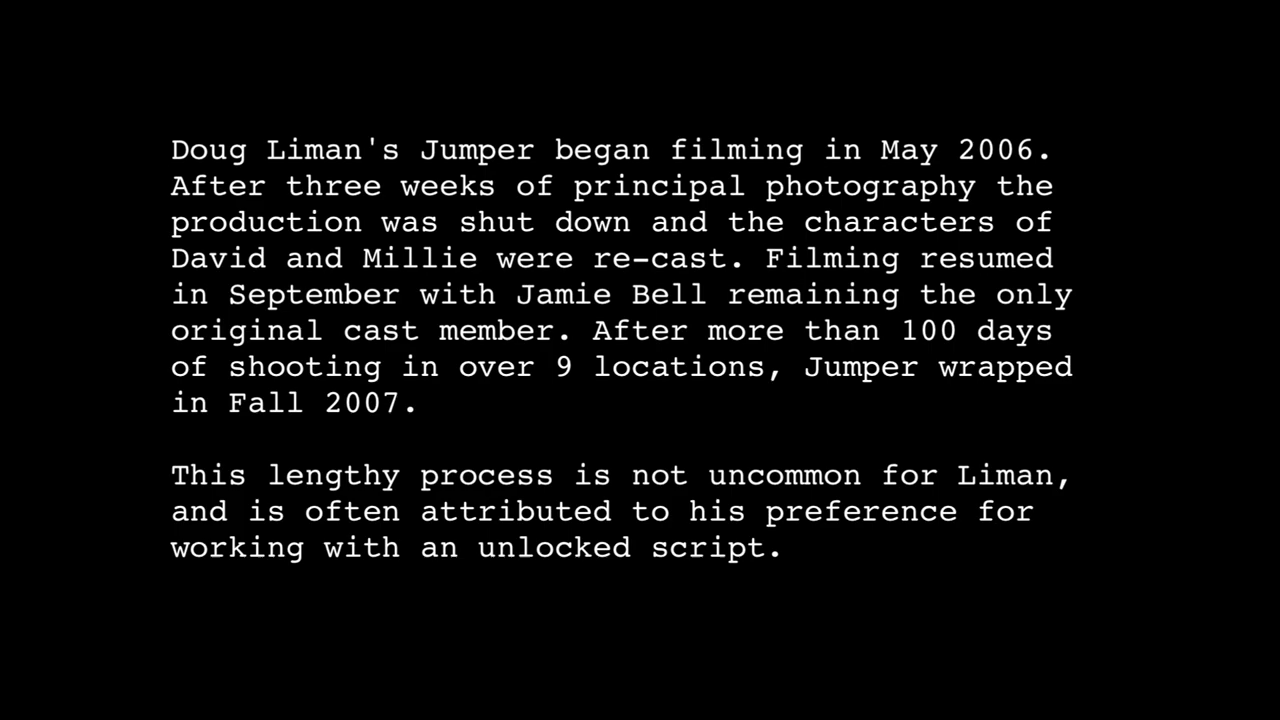 Doug Liman's Jumper began filming in May 2006.
After three weeks of principal photography the
production was shut down and the characters of
David and Millie were re-cast. Filming resumed
in September with Jamie Bell remaining the only
original cast member. After more than 100 days
of shooting in over 9 locations, Jumper wrapped
in Fall 2007.
This lengthy process is not uncommon for Liman,
and is often attributed to his preference for
working with an unlocked script.